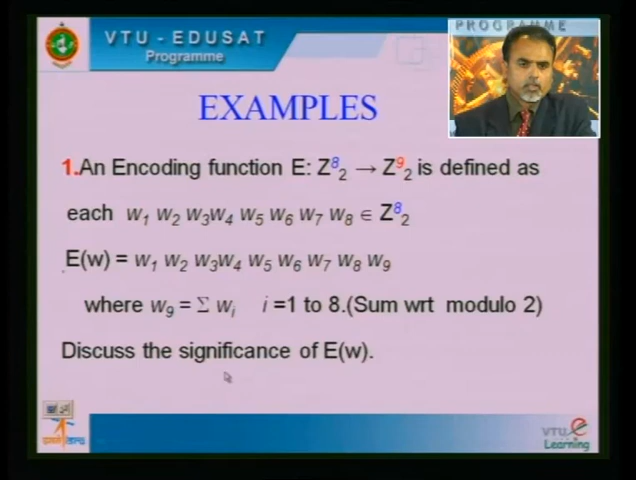 VTU - EDUSAT
Programme
PROGRAMME
EXAMPLES
1.An Encoding function E: Z⁸₂ → Z⁹₂ is defined as
each w₁ w₂ w₃w₄ w₅ w₆ w₇ w₈ ∈ Z⁸₂
E(w) = w₁ w₂ w₃w₄ w₅ w₆ w₇ w₈ w₉
where w₉ = Σ wᵢ i =1 to 8.(Sum wrt modulo 2)
Discuss the significance of E(w).
VTU e
Learning